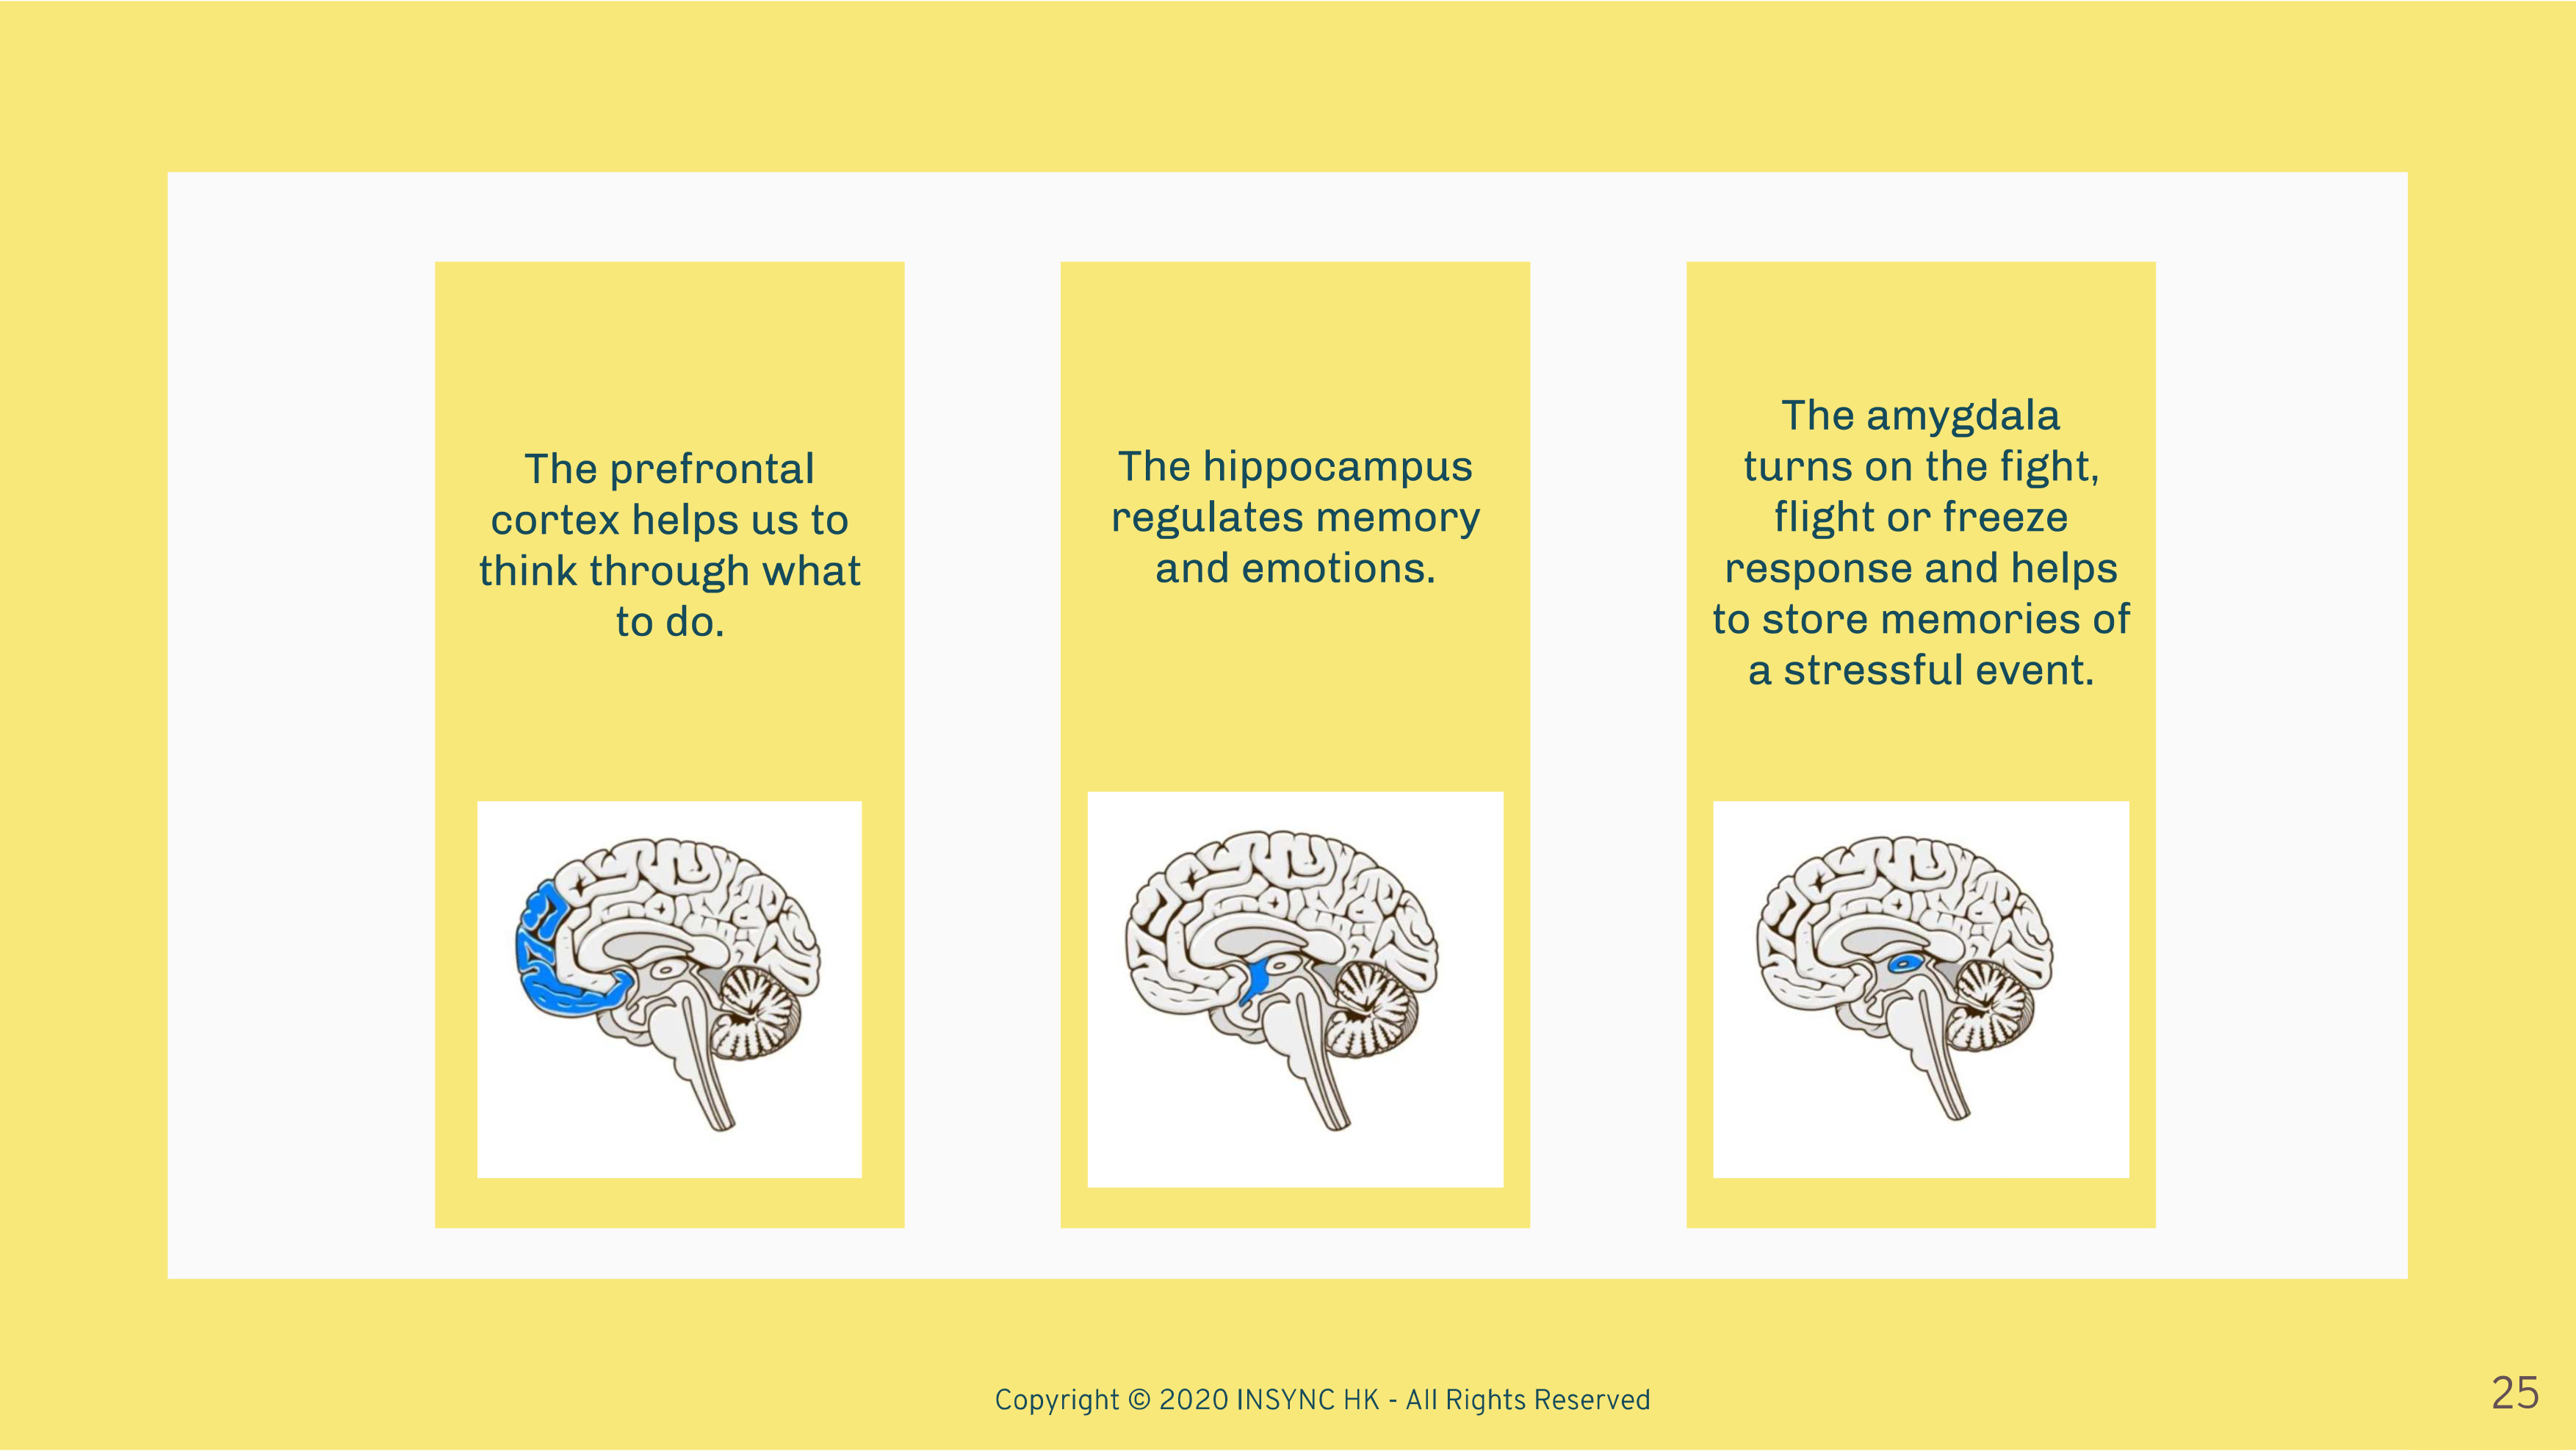 The prefrontal
cortex helps us to
think through what
to do.
The hippocampus
regulates memory
and emotions.
The amygdala
turns on the fight,
flight or freeze
response and helps
to store memories of
a stressful event.
Copyright © 2020 INSYNC HK - All Rights Reserved
25